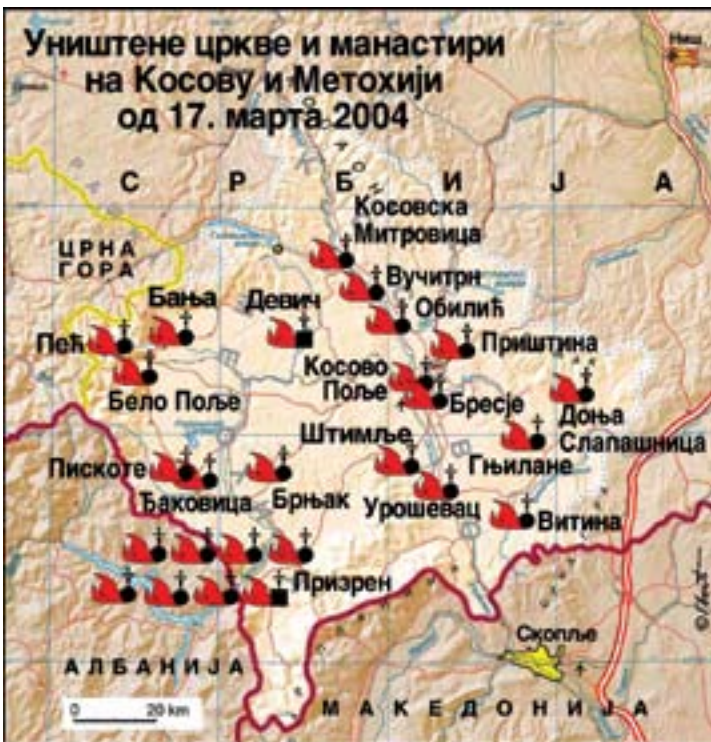 Уништене цркве и манастири
на Косову и Метохији
од 17. марта 2004
Ниш
С Р Б И Ј А
ЦРНА
ГОРА
Косовска
Митровица
Вучитрн
Обилић
Бања
Девич
Приштина
Пећ
Косово
Поље
Бресје
Бело Поље
Доња
Слапашница
Штимље
Гњилане
Пискоте
Ђаковица
Брњак
Урошевац
Витина
Призрен
Скопље
АЛБАНИЈА
МАКЕДОНИЈА
0 20 km